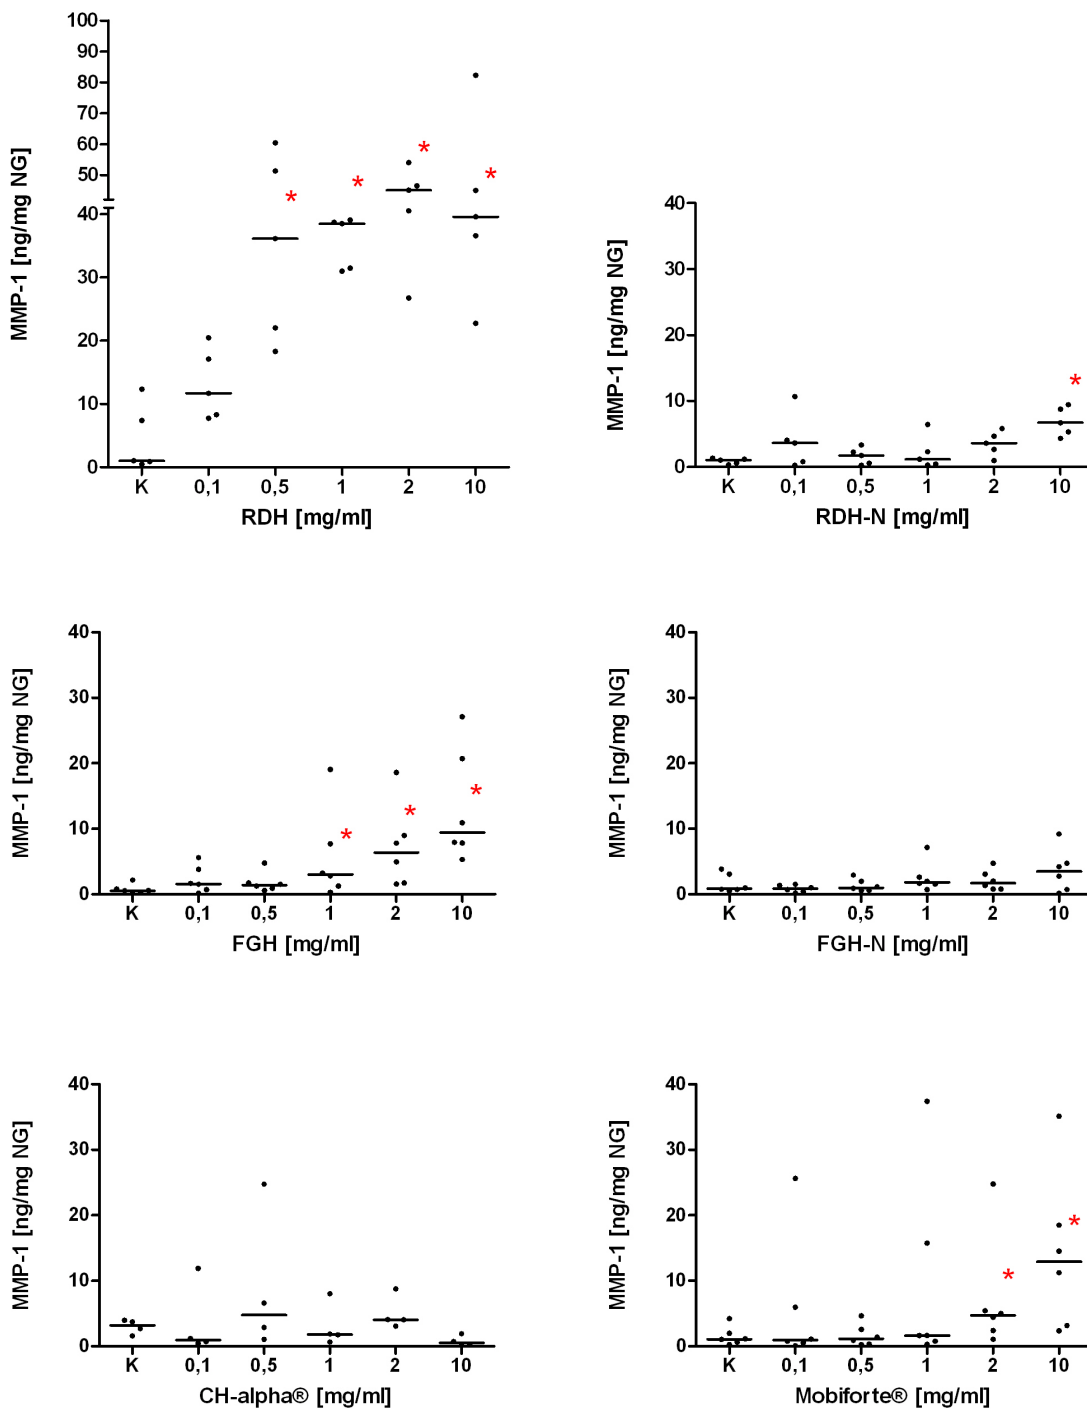 100
90
80
70
60
50
40
30
20
10
0
MMP-1 [ng/mg NG]
*
*
*
*
K 0,1 0,5 1 2 10
RDH [mg/ml]
40
30
20
10
0
MMP-1 [ng/mg NG]
*
K 0,1 0,5 1 2 10
RDH-N [mg/ml]
40
30
20
10
0
MMP-1 [ng/mg NG]
*
*
*
K 0,1 0,5 1 2 10
FGH [mg/ml]
40
30
20
10
0
MMP-1 [ng/mg NG]
K 0,1 0,5 1 2 10
FGH-N [mg/ml]
40
30
20
10
0
MMP-1 [ng/mg NG]
K 0,1 0,5 1 2 10
CH-alpha® [mg/ml]
40
30
20
10
0
MMP-1 [ng/mg NG]
*
*
K 0,1 0,5 1 2 10
Mobiforte® [mg/ml]